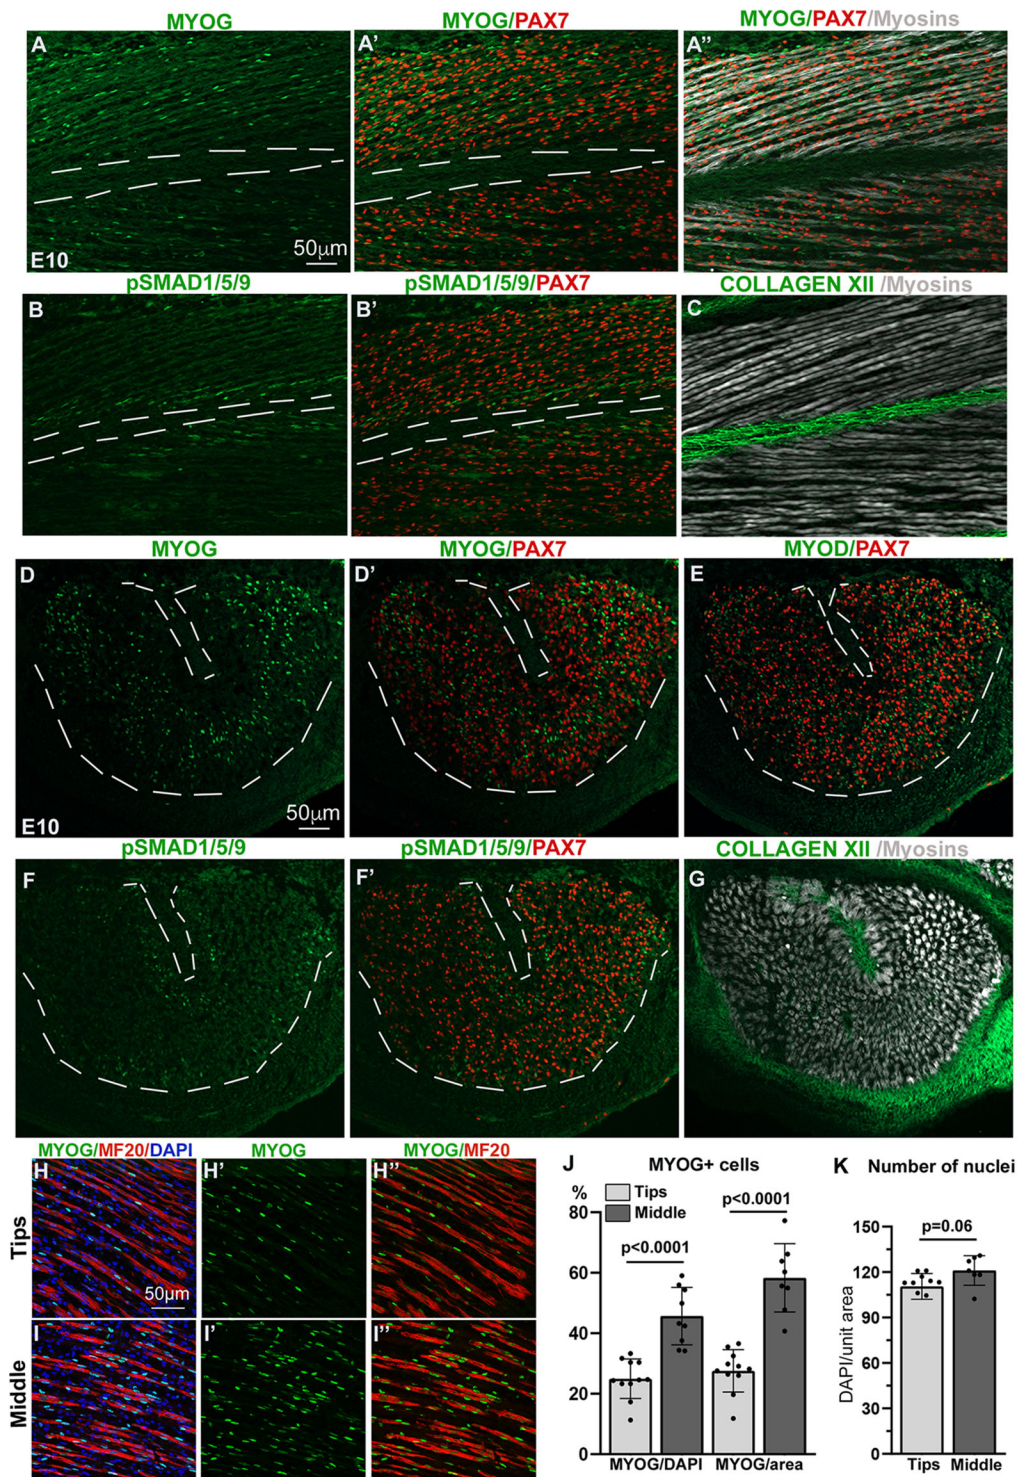 MYOG MYOG/PAX7 MYOG/PAX7/Myosins
A A' A"
E10 50μm
pSMAD1/5/9 pSMAD1/5/9/PAX7 COLLAGEN XII /Myosins
B B' C
MYOG MYOG/PAX7 MYOD/PAX7
D D' E
E10 50μm
pSMAD1/5/9 pSMAD1/5/9/PAX7 COLLAGEN XII /Myosins
F F' G
MYOG/MF20/DAPI MYOG MYOG/MF20
H H' H"
Tips
50μm
I I' I"
Middle
J MYOG+ cells
%
Tips
Middle
p<0.0001
p<0.0001
80
60
40
20
0
MYOG/DAPI MYOG/area
K Number of nuclei
p=0.06
DAPI/unit area
150
120
90
60
30
0
Tips Middle